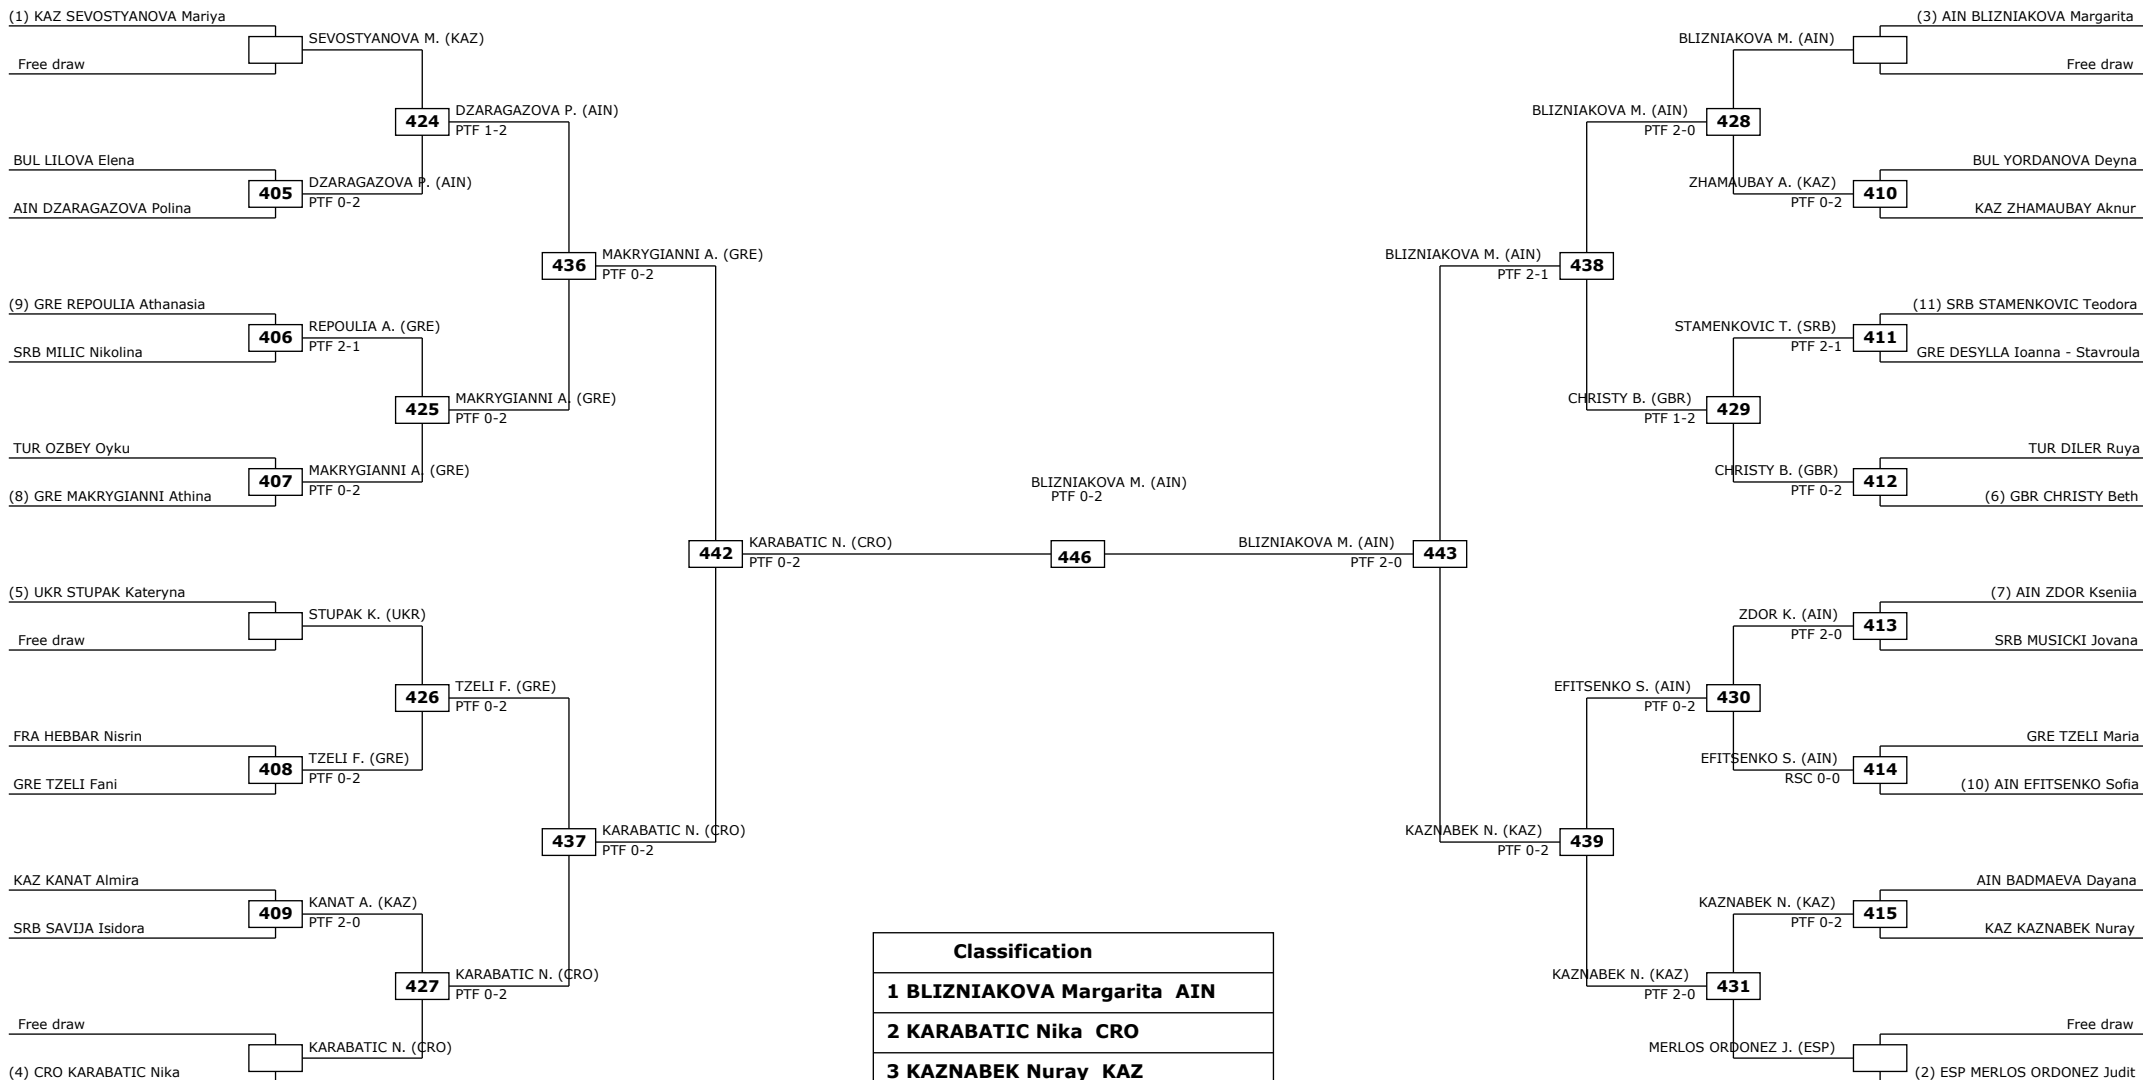 (1) KAZ SEVOSTYANOVA Mariya
SEVOSTYANOVA M. (KAZ)
Free draw
424
DZARAGAZOVA P. (AIN)
PTF 1-2
BUL LILOVA Elena
405
DZARAGAZOVA P. (AIN)
PTF 0-2
AIN DZARAGAZOVA Polina
436
MAKRYGIANNI A. (GRE)
PTF 0-2
(9) GRE REPOULIA Athanasia
406
REPOULIA A. (GRE)
PTF 2-1
SRB MILIC Nikolina
425
MAKRYGIANNI A. (GRE)
PTF 0-2
TUR OZBEY Oyku
407
MAKRYGIANNI A. (GRE)
PTF 0-2
(8) GRE MAKRYGIANNI Athina
442
KARABATIC N. (CRO)
PTF 0-2
(5) UKR STUPAK Kateryna
STUPAK K. (UKR)
Free draw
426
TZELI F. (GRE)
PTF 0-2
FRA HEBBAR Nisrin
408
TZELI F. (GRE)
PTF 0-2
GRE TZELI Fani
437
KARABATIC N. (CRO)
PTF 0-2
KAZ KANAT Almira
409
KANAT A. (KAZ)
PTF 2-0
SRB SAVIJA Isidora
427
KARABATIC N. (CRO)
PTF 0-2
Free draw
KARABATIC N. (CRO)
(4) CRO KARABATIC Nika
BLIZNIAKOVA M. (AIN)
PTF 0-2
446
(3) AIN BLIZNIAKOVA Margarita
BLIZNIAKOVA M. (AIN)
Free draw
BLIZNIAKOVA M. (AIN)
PTF 2-0
428
BUL YORDANOVA Deyna
ZHAMAUBAY A. (KAZ)
PTF 0-2
410
KAZ ZHAMAUBAY Aknur
BLIZNIAKOVA M. (AIN)
PTF 2-1
438
(11) SRB STAMENKOVIC Teodora
STAMENKOVIC T. (SRB)
PTF 2-1
411
GRE DESYLLA Ioanna - Stavroula
CHRISTY B. (GBR)
PTF 1-2
429
TUR DILER Ruya
CHRISTY B. (GBR)
PTF 0-2
412
(6) GBR CHRISTY Beth
BLIZNIAKOVA M. (AIN)
PTF 2-0
443
(7) AIN ZDOR Kseniia
ZDOR K. (AIN)
PTF 2-0
413
SRB MUSICKI Jovana
EFITSENKO S. (AIN)
PTF 0-2
430
GRE TZELI Maria
EFITSENKO S. (AIN)
RSC 0-0
414
(10) AIN EFITSENKO Sofia
KAZNABEK N. (KAZ)
PTF 0-2
439
AIN BADMAEVA Dayana
KAZNABEK N. (KAZ)
PTF 0-2
415
KAZ KAZNABEK Nuray
KAZNABEK N. (KAZ)
PTF 2-0
431
Free draw
MERLOS ORDONEZ J. (ESP)
(2) ESP MERLOS ORDONEZ Judit
Classification
1 BLIZNIAKOVA Margarita AIN
2 KARABATIC Nika CRO
3 KAZNABEK Nuray KAZ